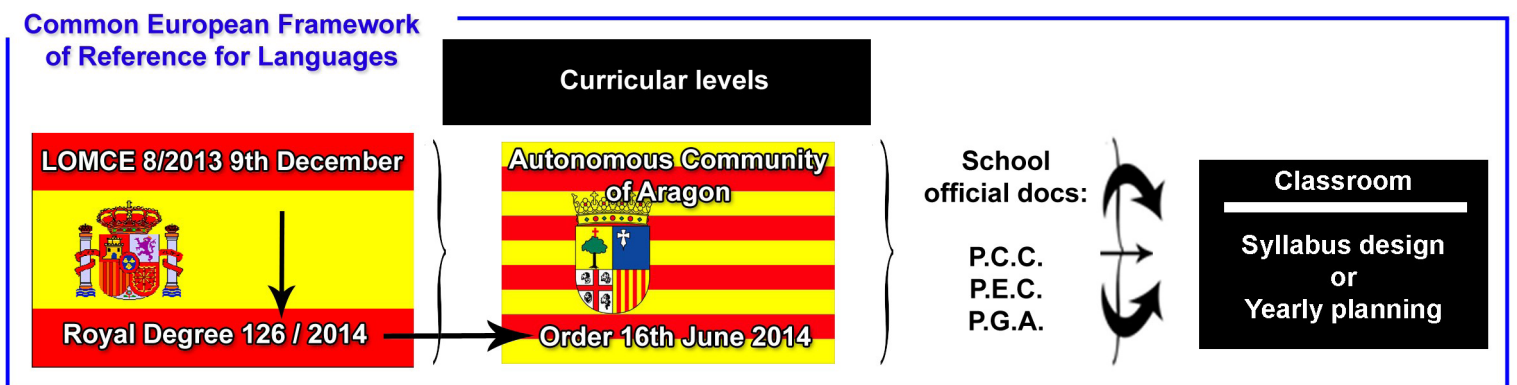 Common European Framework
of Reference for Languages
Curricular levels
LOMCE 8/2013 9th December
Royal Degree 126 / 2014
Autonomous Community
of Aragon
Order 16th June 2014
School
official docs:
P.C.C.
P.E.C.
P.G.A.
Classroom
Syllabus design
or
Yearly planning